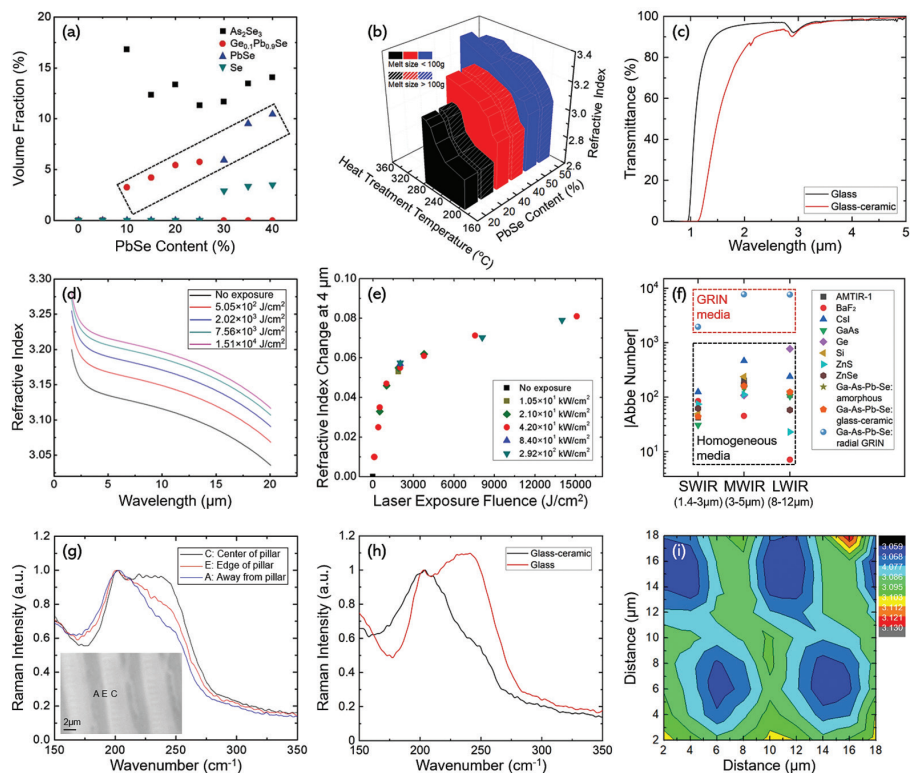 (a)
As2Se3
Ge0.1Pb0.9Se
PbSe
Se
Volume Fraction (%)
20
15
10
5
0
0 10 20 30 40
PbSe Content (%)
(b)
Melt size < 100g
Melt size > 100g
3.4
3.2
3.0
2.8
2.6
Refractive Index
360
320
280
240
200
160
Heat Treatment Temperature (ºC)
20
20
30
40
50
50
PbSe Content (%)
(c)
Transmittance (%)
100
80
60
40
20
0
Glass
Glass-ceramic
1 2 3 4 5
Wavelength (µm)
(d)
Refractive Index
3.30
3.25
3.20
3.15
3.10
3.05
No exposure
5.05×10² J/cm²
2.02×10³ J/cm²
7.56×10³ J/cm²
1.51×10⁴ J/cm²
0 5 10 15 20
Wavelength (µm)
(e)
Refractive Index Change at 4 µm
0.10
0.08
0.06
0.04
0.02
0.00
No exposure
1.05×10¹ kW/cm²
2.10×10¹ kW/cm²
4.20×10¹ kW/cm²
8.40×10¹ kW/cm²
2.92×10² kW/cm²
0 3000 6000 9000 12000 15000
Laser Exposure Fluence (J/cm²)
(f)
|Abbe Number|
10⁴
10³
10²
10¹
GRIN
media
Homogeneous
media
AMTIR-1
BaF2
CsI
GaAs
Ge
Si
ZnS
ZnSe
Ga-As-Pb-Se:
amorphous
Ga-As-Pb-Se:
glass-ceramic
Ga-As-Pb-Se:
radial GRIN
SWIR MWIR LWIR
(1.4-3µm) (3-5µm) (8-12µm)
(g)
Raman Intensity (a.u.)
1.2
1.0
0.8
0.6
0.4
0.2
0.0
C: Center of pillar
E: Edge of pillar
A: Away from pillar
A E C
2µm
150 200 250 300 350
Wavenumber (cm⁻¹)
(h)
Raman Intensity (a.u.)
1.2
1.0
0.8
0.6
0.4
0.2
0.0
Glass-ceramic
Glass
150 200 250 300 350
Wavenumber (cm⁻¹)
(i)
Distance (µm)
18
16
14
12
10
8
6
4
2
2 4 6 8 10 12 14 16 18
Distance (µm)
3.059
3.068
3.086
3.095
3.112
3.121
3.130